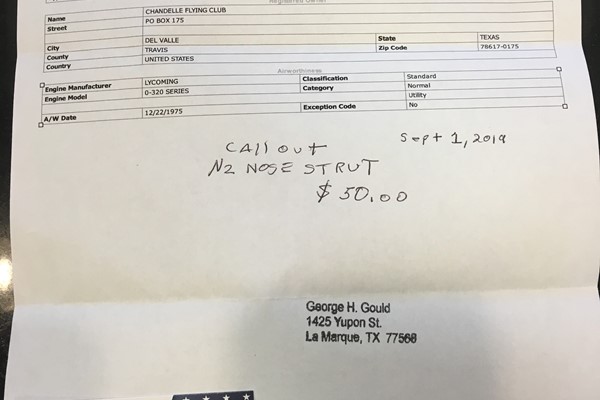 Registered Owner
Name CHANDELLE FLYING CLUB
Street PO BOX 175
City DEL VALLE State TEXAS
County TRAVIS Zip Code 78617-0175
Country UNITED STATES
Airworthiness
Engine Manufacturer LYCOMING Classification Standard
Engine Model 0-320 SERIES Category Normal
Utility
A/W Date 12/22/1975 Exception Code No
Sept 1, 2019
CALL OUT
N2 NOSE STRUT
$ 50.00
George H. Gould
1425 Yupon St.
La Marque, TX 77568